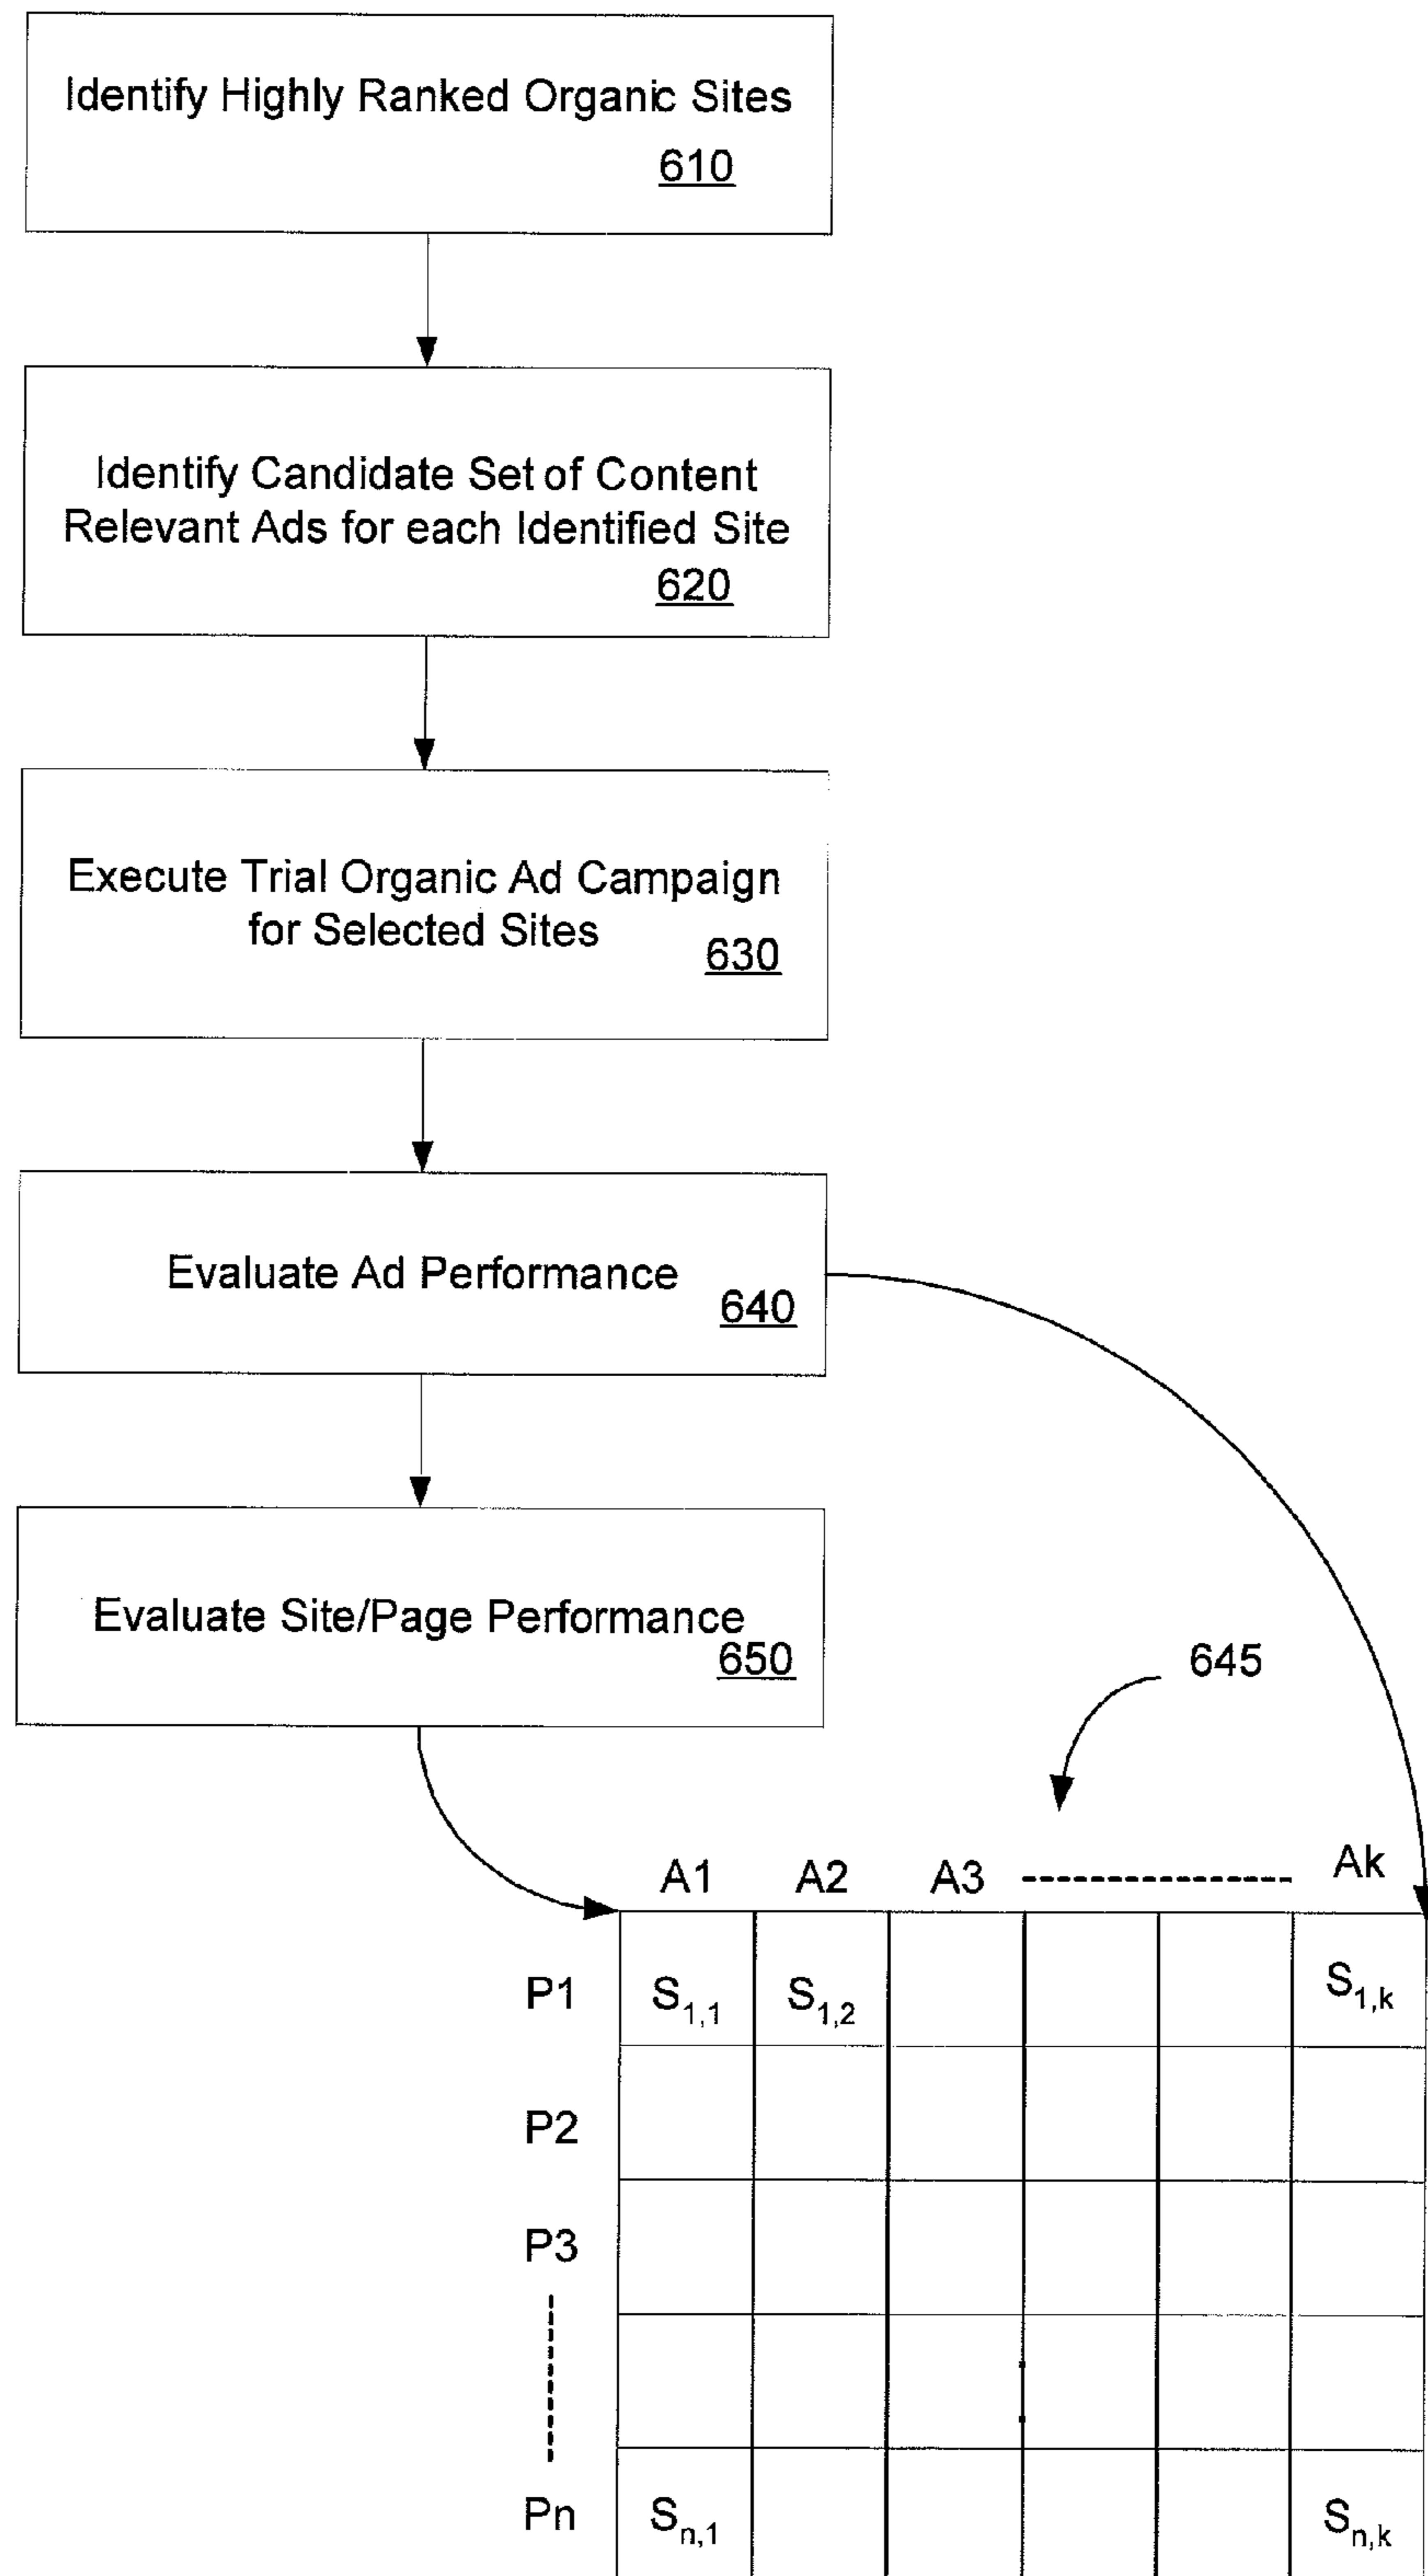 Identify Highly Ranked Organic Sites
610
Identify Candidate Set of Content
Relevant Ads for each Identified Site
620
Execute Trial Organic Ad Campaign
for Selected Sites
630
Evaluate Ad Performance
640
Evaluate Site/Page Performance
650
645
A1 A2 A3 Ak
P1 S1,1 S1,2 S1,k
P2
P3
Pn Sn,1 Sn,k